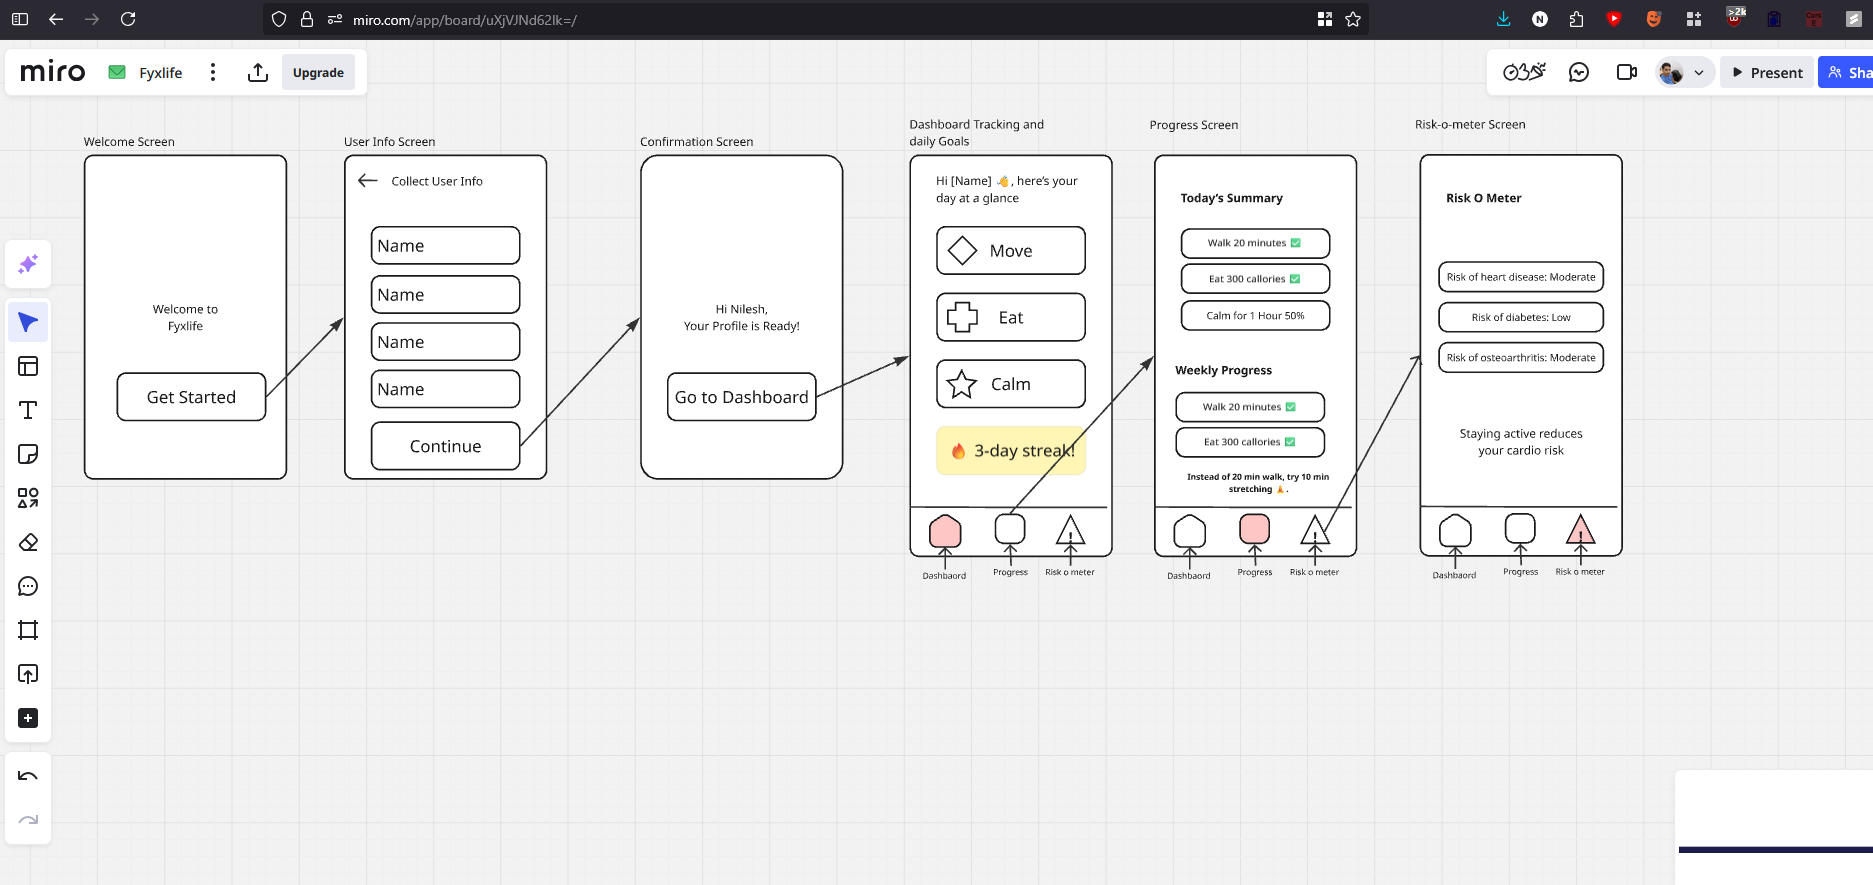 miro.com/app/board/uXjVJNd62Ik=/
>2k
miro
Fyxlife
Upgrade
Present
Sha
Welcome Screen
Welcome to
Fyxlife
Get Started
User Info Screen
Collect User Info
Name
Name
Name
Name
Continue
Confirmation Screen
Hi Nilesh,
Your Profile is Ready!
Go to Dashboard
Dashboard Tracking and
daily Goals
Hi [Name] 👋, here's your
day at a glance
Move
Eat
Calm
🔥 3-day streak!
Dashbaord
Progress
Risk o meter
Progress Screen
Today's Summary
Walk 20 minutes ✅
Eat 300 callories ✅
Calm for 1 Hour 50%
Weekly Progress
Walk 20 minutes ✅
Eat 300 callories ✅
Instead of 20 min walk, try 10 min
stretching 🙏.
Dashbaord
Progress
Risk o meter
Risk-o-meter Screen
Risk O Meter
Risk of heart disease: Moderate
Risk of diabetes: Low
Risk of osteoarthritis: Moderate
Staying active reduces
your cardio risk
Dashbaord
Progress
Risk o meter